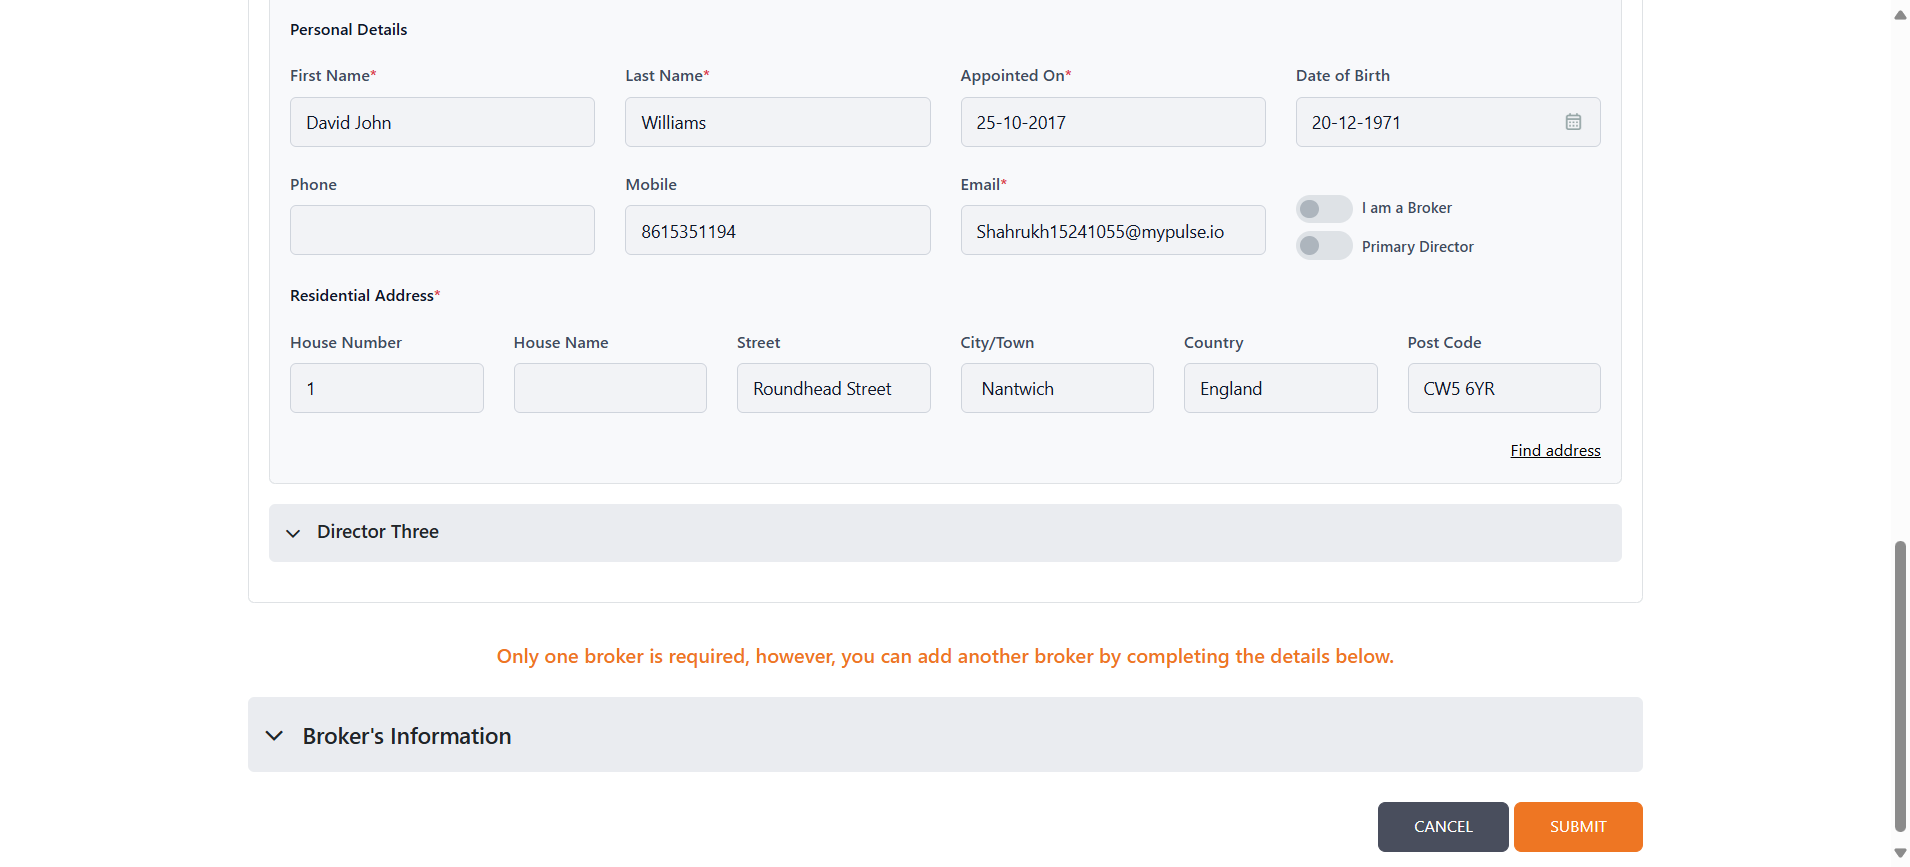 Personal Details
First Name* Last Name* Appointed On* Date of Birth
David John Williams 25-10-2017 20-12-1971
Phone Mobile Email*
I am a Broker
8615351194 Shahrukh15241055@mypulse.io
Primary Director
Residential Address*
House Number House Name Street City/Town Country Post Code
1 Roundhead Street Nantwich England CW5 6YR
Find address
Director Three
Only one broker is required, however, you can add another broker by completing the details below.
Broker's Information
CANCEL SUBMIT